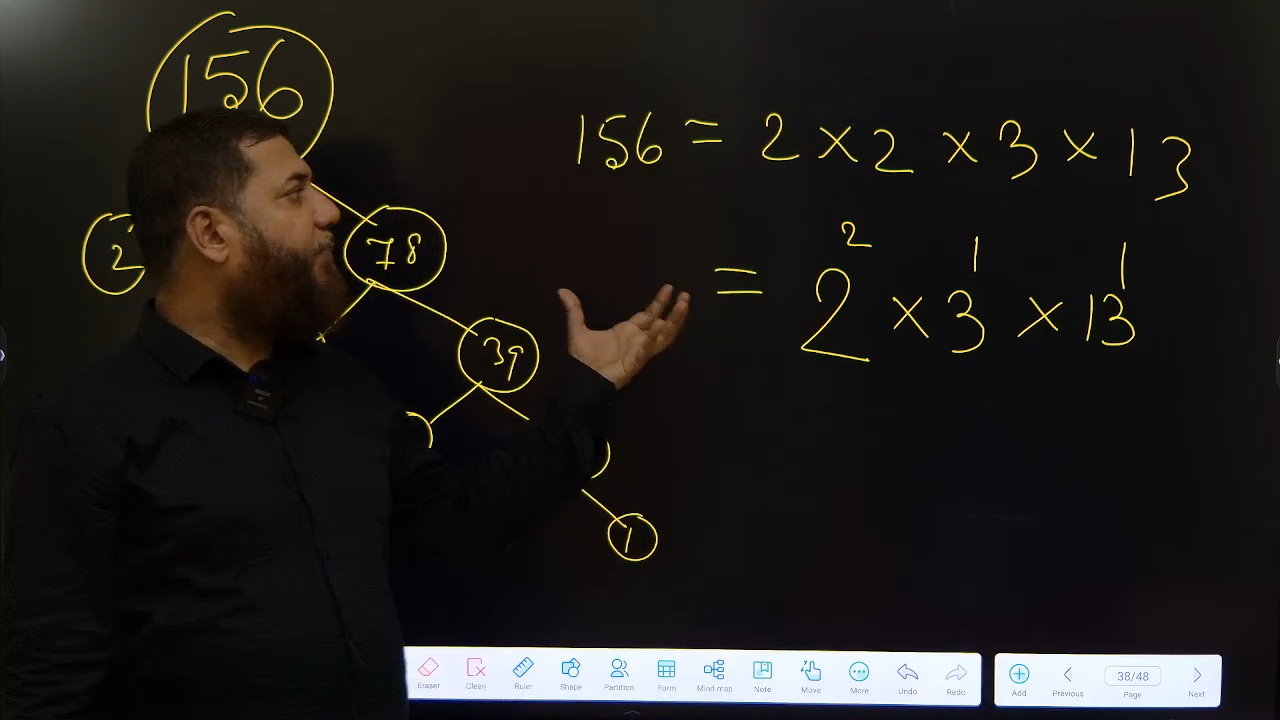 156
156 = 2 × 2 × 3 × 13
= 2² × 3¹ × 13¹
2
78
39
1
Eraser Clean Ruler Shape Partition Form Mind map Note Move More Undo Redo
Add Previous 38/48 Page Next